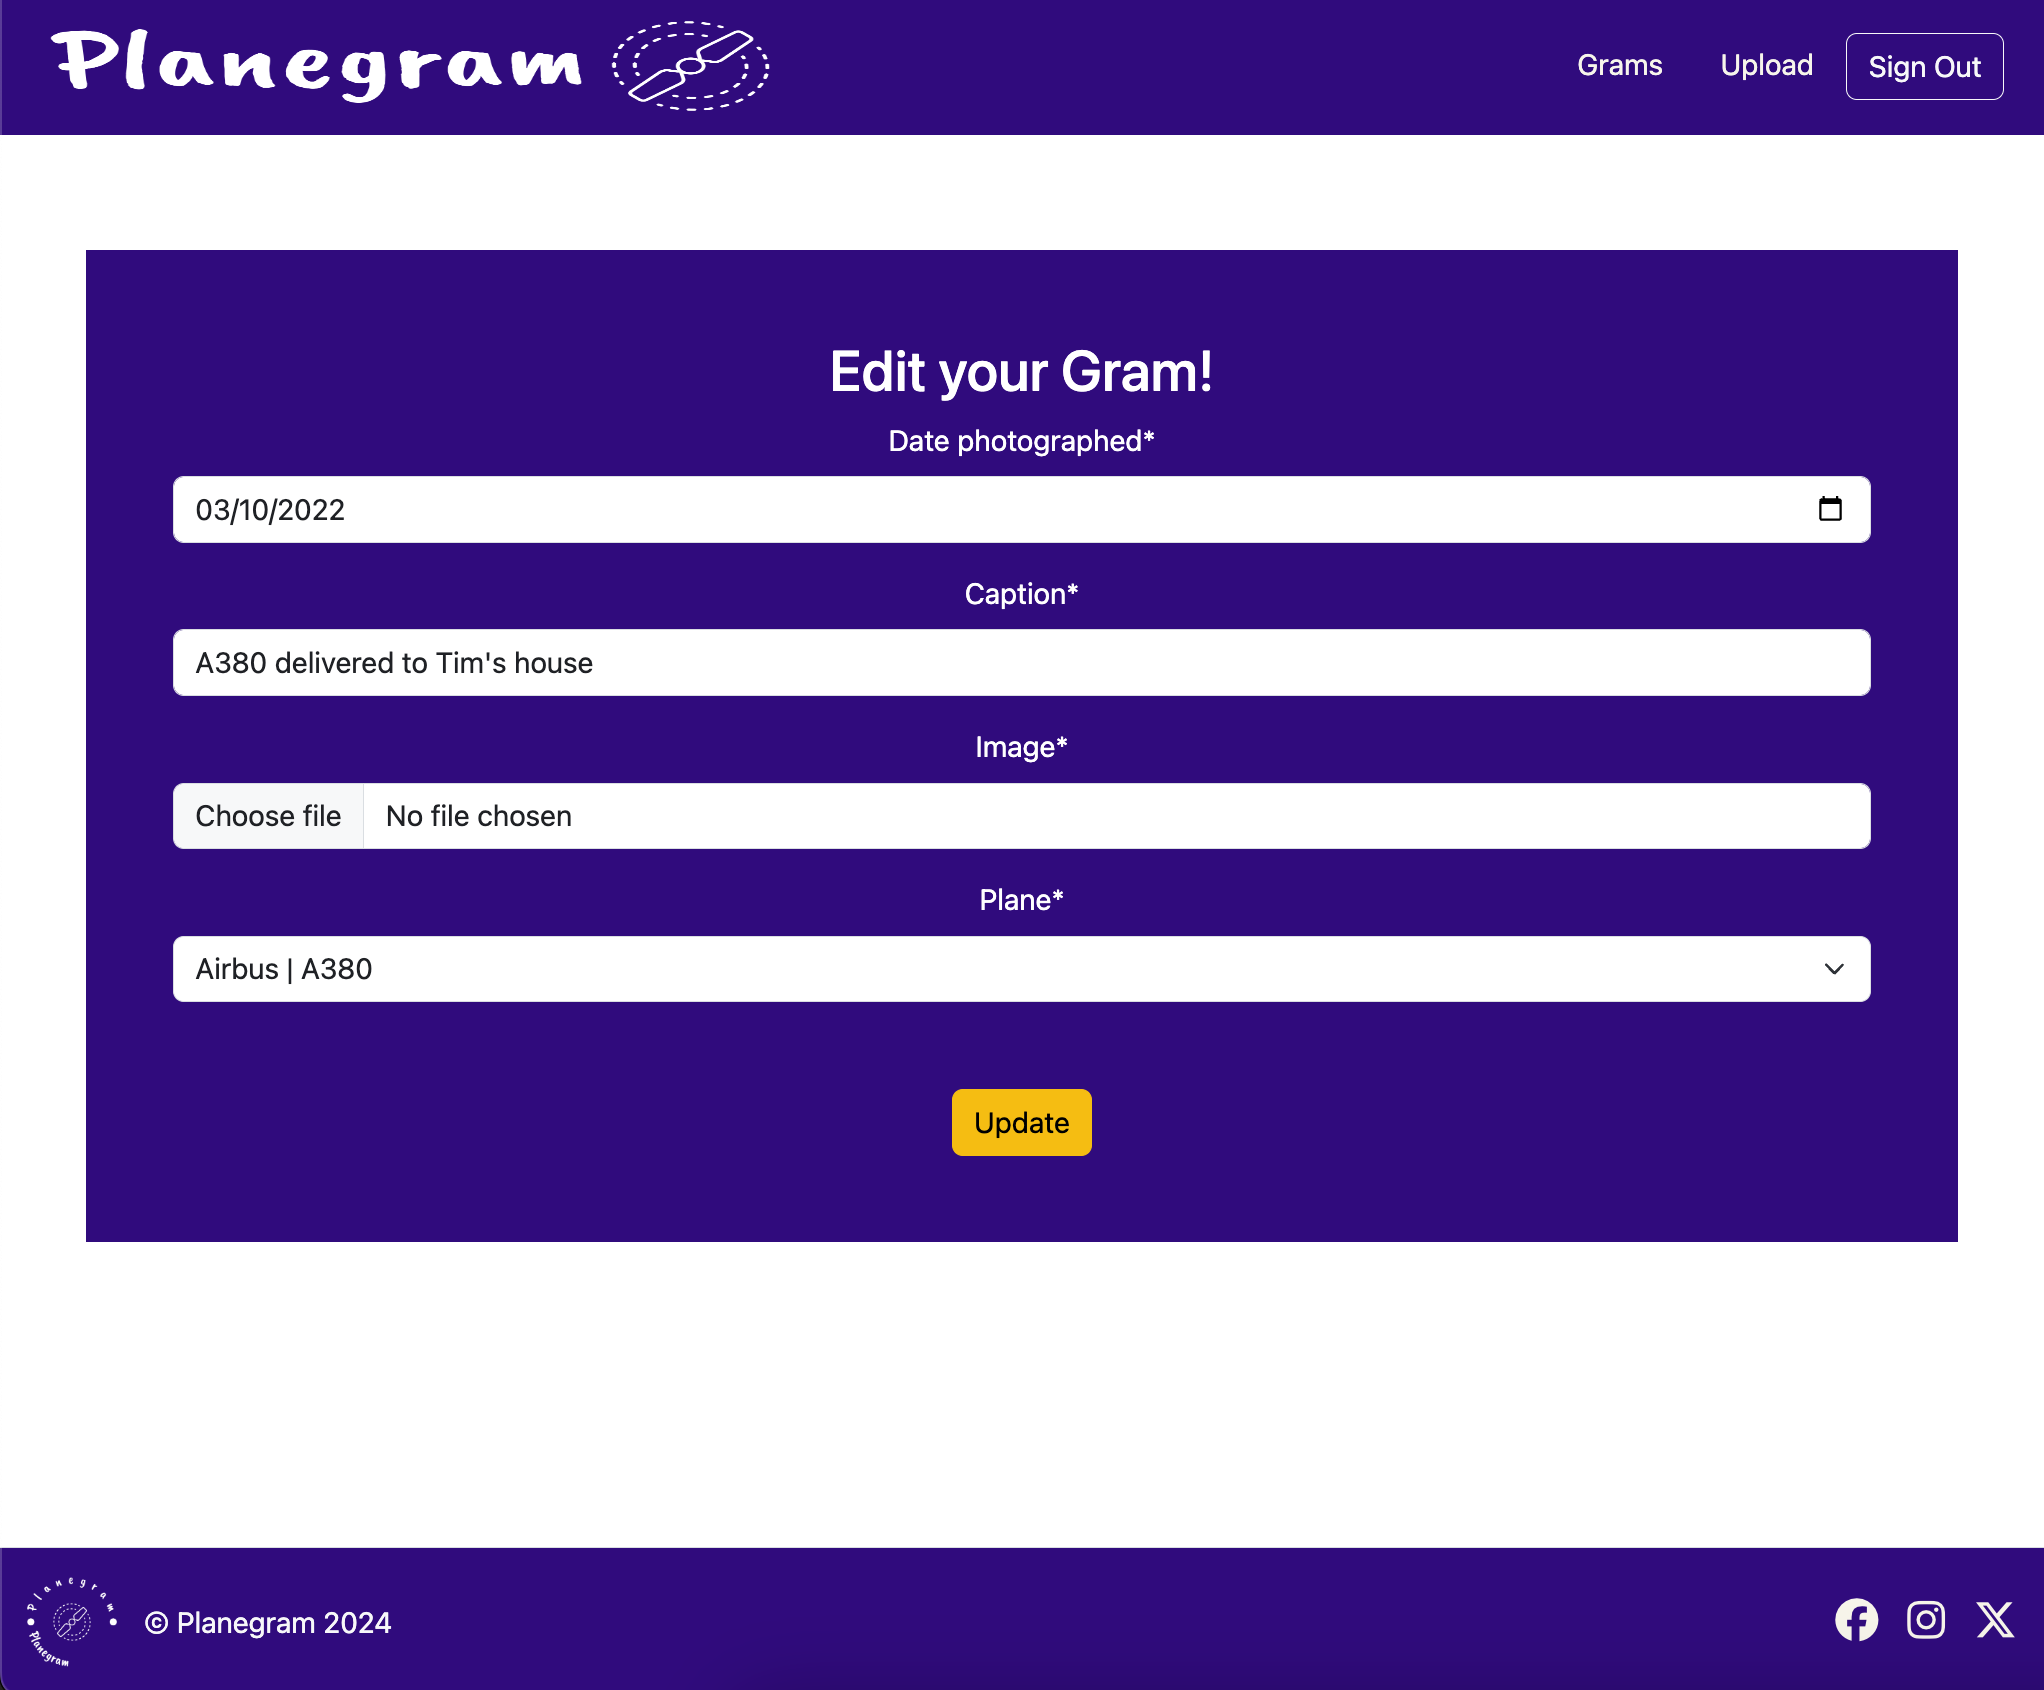 Planegram
Grams Upload Sign Out
Edit your Gram!
Date photographed*
03/10/2022
Caption*
A380 delivered to Tim's house
Image*
Choose file No file chosen
Plane*
Airbus | A380
Update
Planegram
Planegram
© Planegram 2024